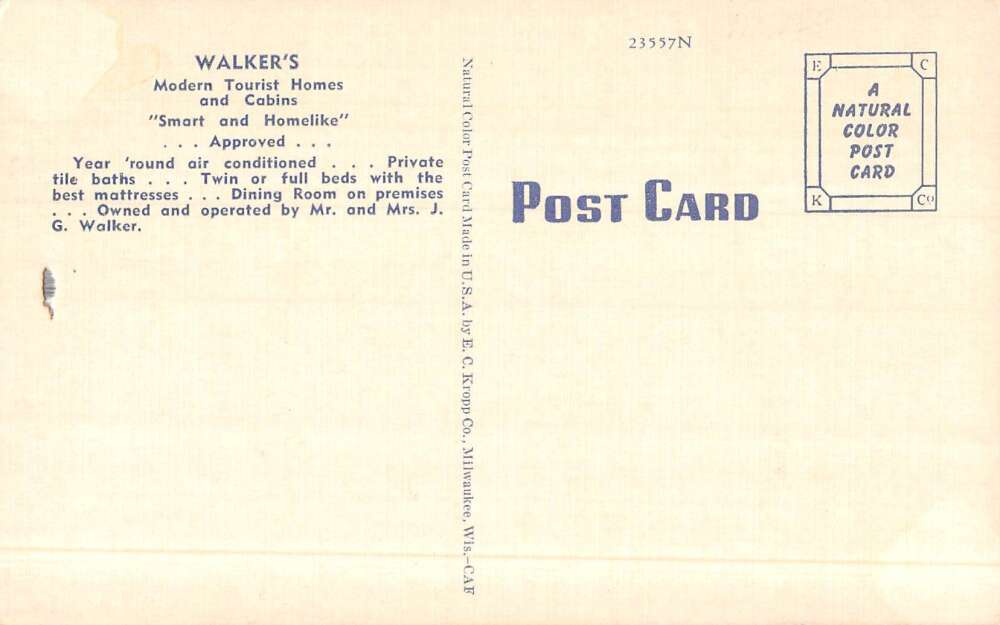 WALKER'S
Modern Tourist Homes
and Cabins
"Smart and Homelike"
. . . Approved . . .
Year 'round air conditioned . . . Private
tile baths . . . Twin or full beds with the
best mattresses . . . Dining Room on premises
. . . Owned and operated by Mr. and Mrs. J.
G. Walker.
Natural Color Post Card Made in U.S.A. by E. C. Kropp Co., Milwaukee, Wis.-CAF
23557N
POST CARD
E C
A
NATURAL
COLOR
POST
CARD
K Co